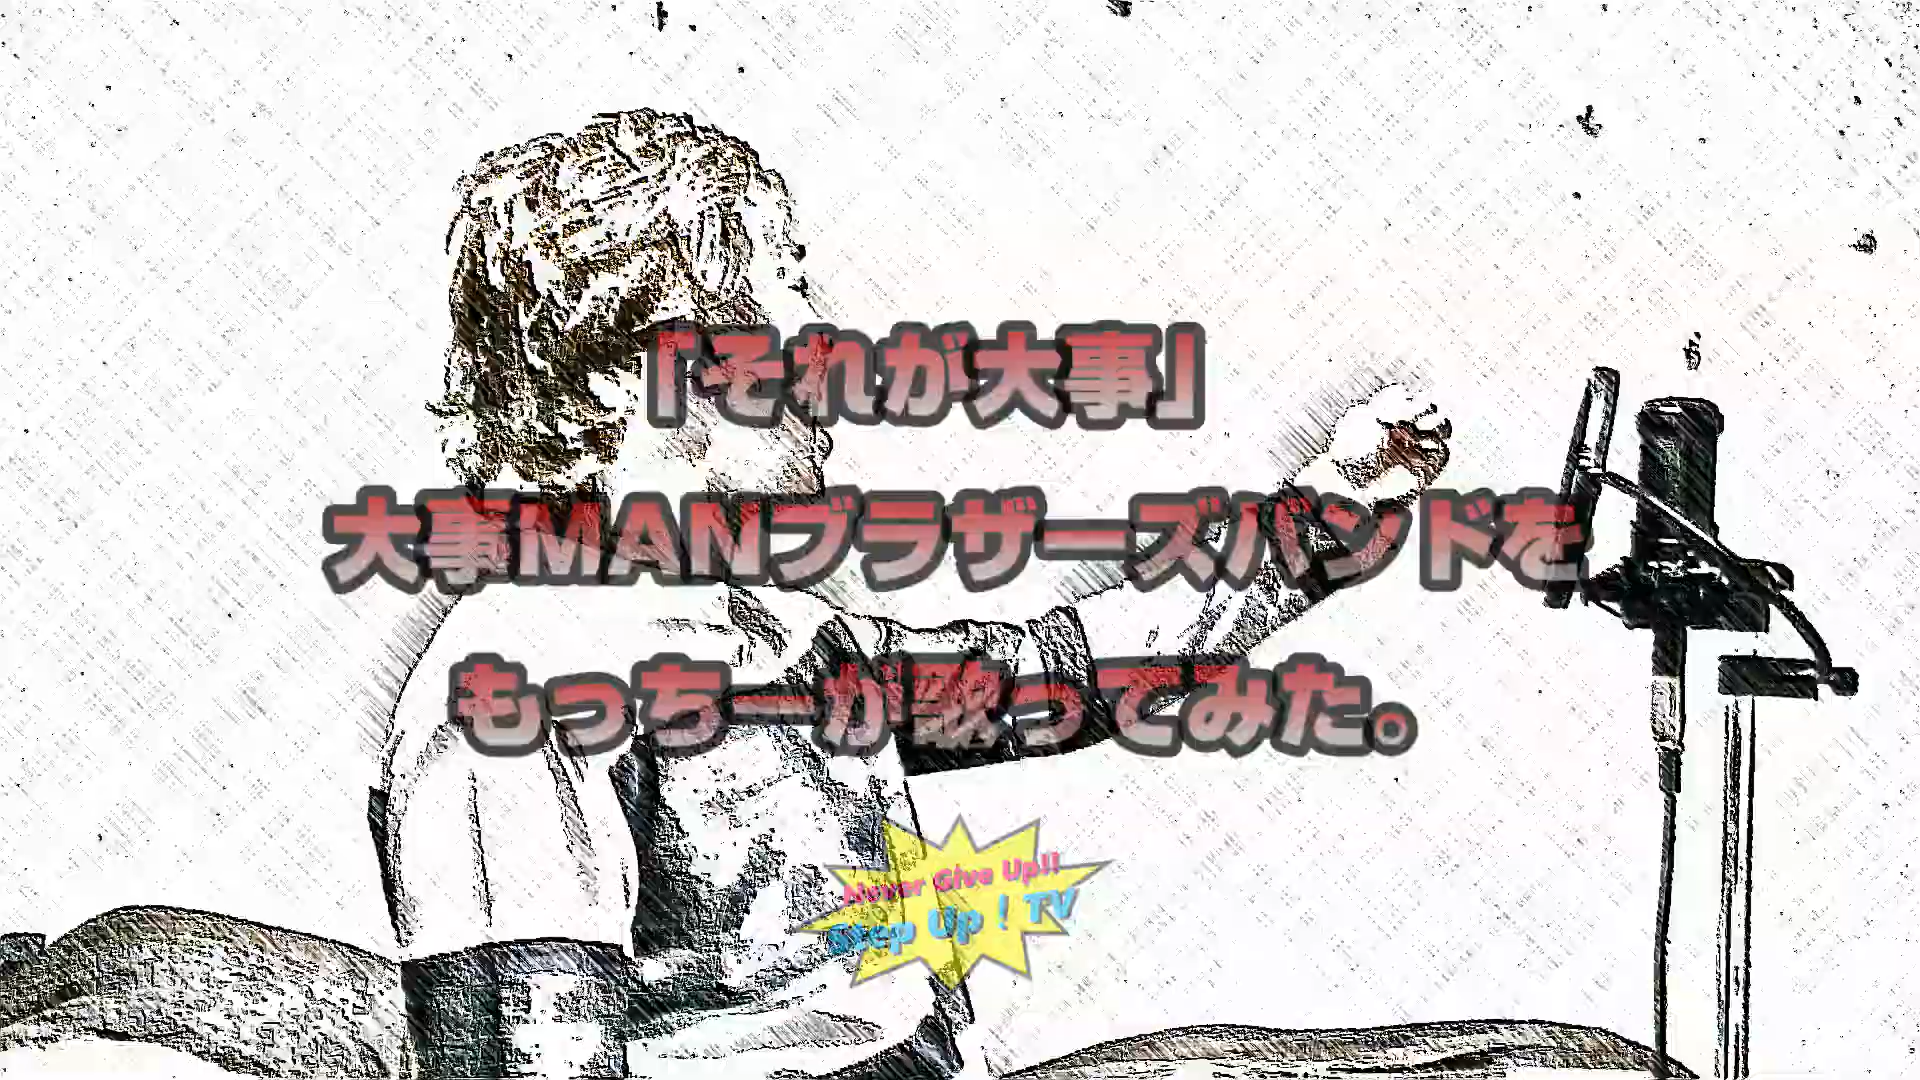 「それが大事」
大事MANブラザーズバンドを
もっちーが歌ってみた。
Never Give Up!!
Step Up ! TV